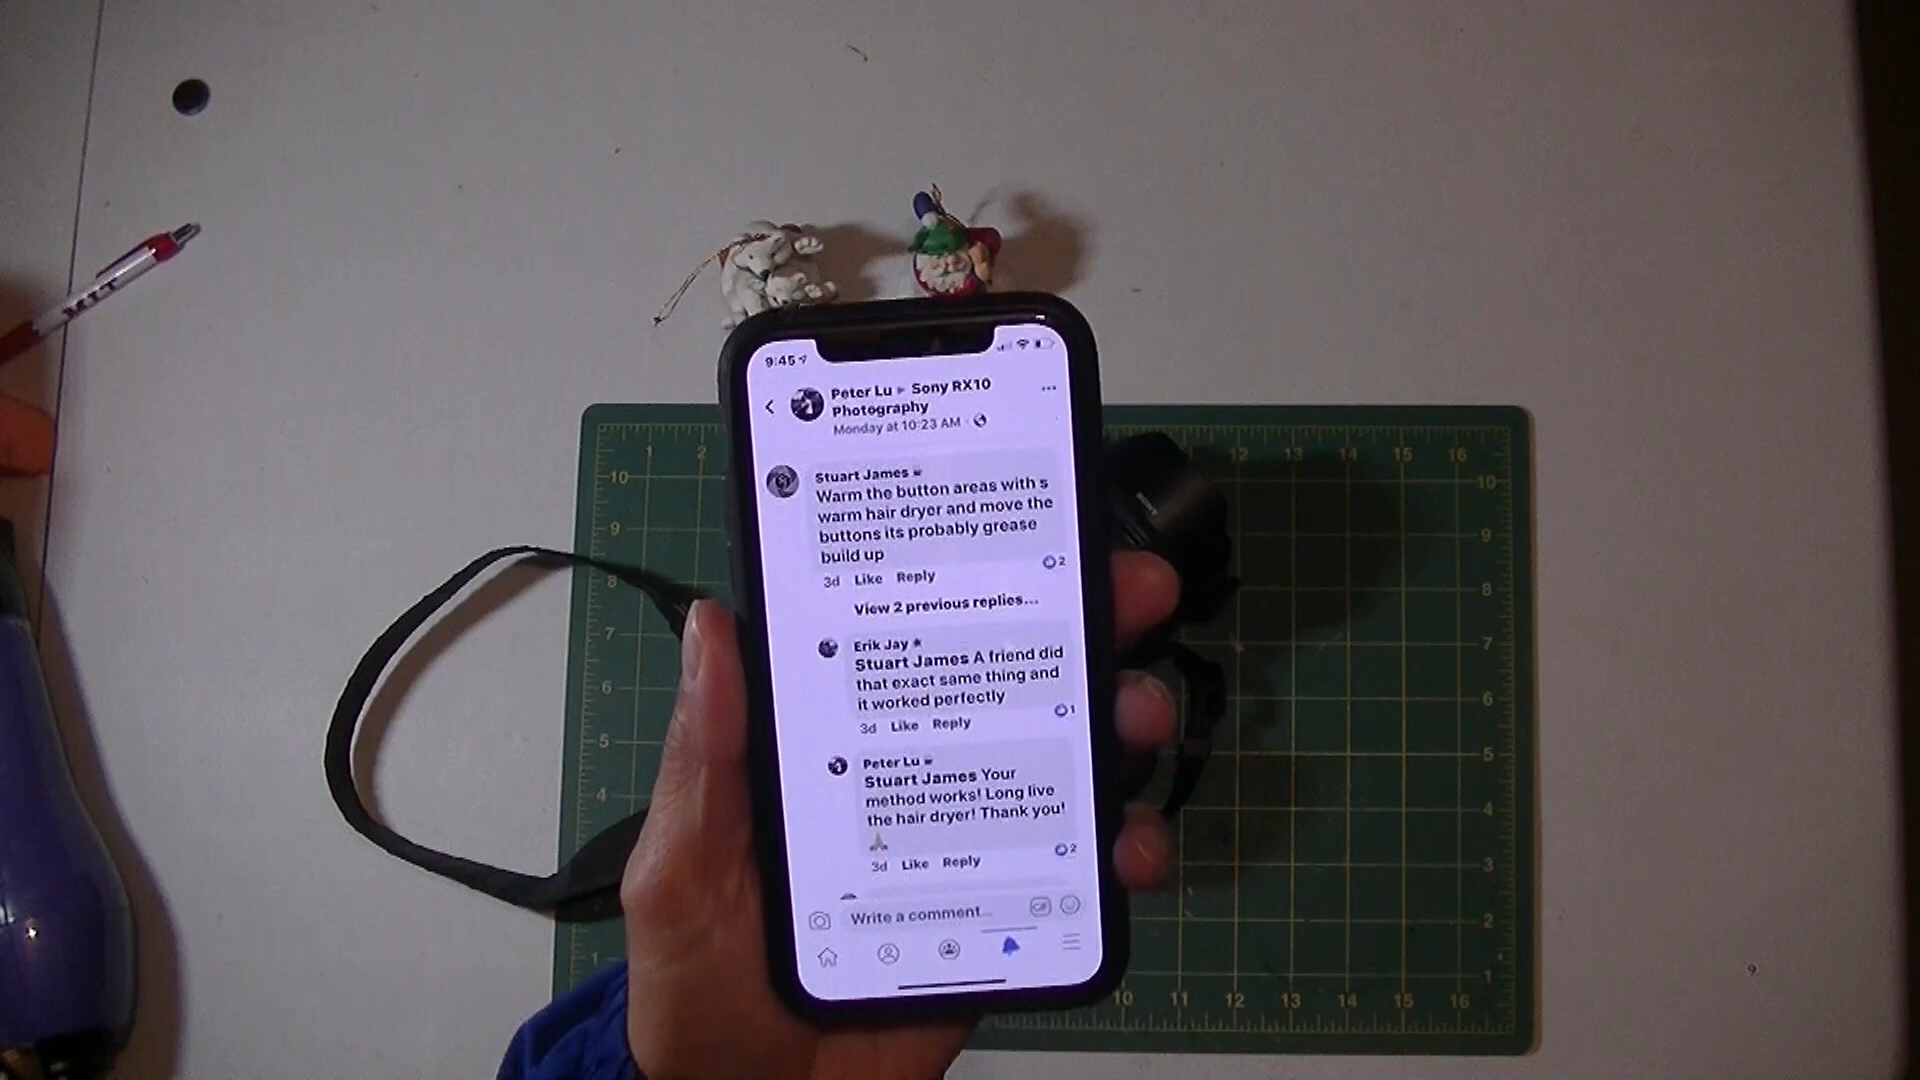 9:45
Peter Lu ▸ Sony RX10
Photography
Monday at 10:23 AM ·
Stuart James
Warm the button areas with s
warm hair dryer and move the
buttons its probably grease
build up
3d Like Reply 2
View 2 previous replies...
Erik Jay
Stuart James A friend did
that exact same thing and
it worked perfectly
3d Like Reply 1
Peter Lu
Stuart James Your
method works! Long live
the hair dryer! Thank you!
🙏
3d Like Reply 2
Write a comment... GIF
MIT
1 2 12 13 14 15 16
10 10
9 9
8 8
7 7
6 6
5 5
4 4
3
2
1 1
10 11 12 13 14 15 16
SONY